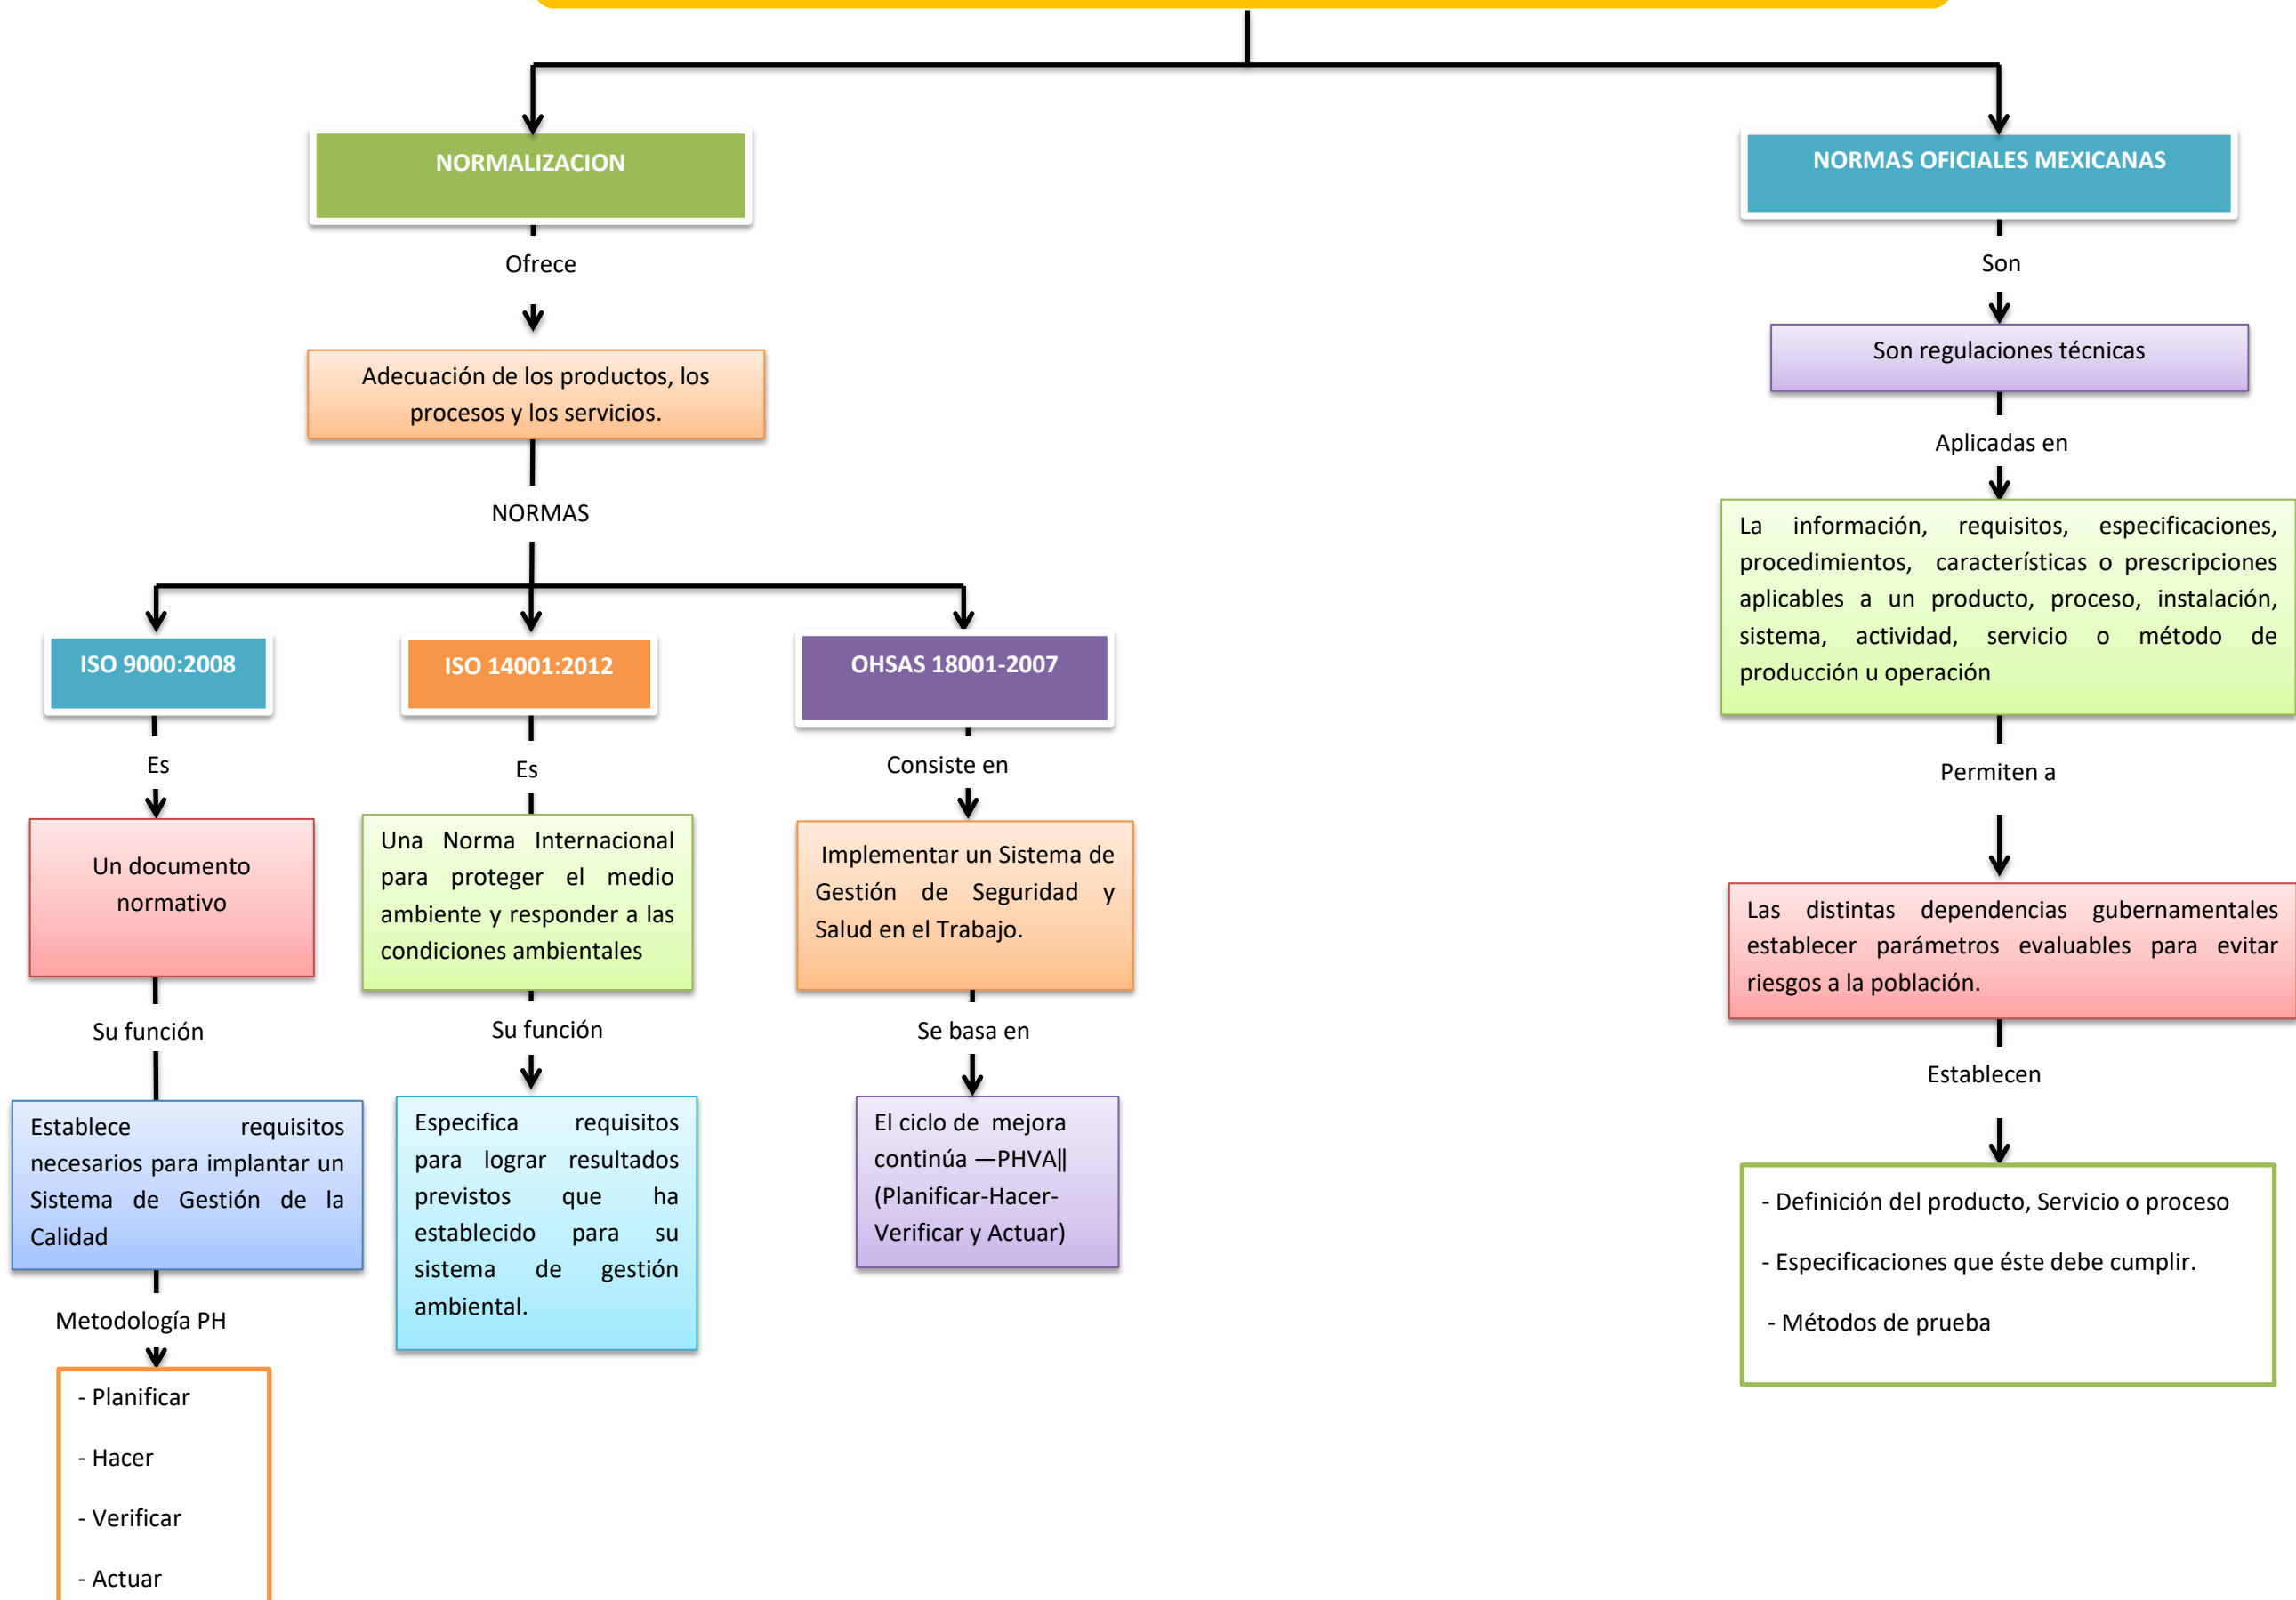 NORMALIZACION
Ofrece
Adecuación de los productos, los
procesos y los servicios.
NORMAS
ISO 9000:2008
Es
Un documento
normativo
Su función
Establece requisitos
necesarios para implantar un
Sistema de Gestión de la
Calidad
Metodología PH
- Planificar
- Hacer
- Verificar
- Actuar
ISO 14001:2012
Es
Una Norma Internacional
para proteger el medio
ambiente y responder a las
condiciones ambientales
Su función
Especifica requisitos
para lograr resultados
previstos que ha
establecido para su
sistema de gestión
ambiental.
OHSAS 18001-2007
Consiste en
Implementar un Sistema de
Gestión de Seguridad y
Salud en el Trabajo.
Se basa en
El ciclo de mejora
continúa ―PHVA‖
(Planificar-Hacer-
Verificar y Actuar)
NORMAS OFICIALES MEXICANAS
Son
Son regulaciones técnicas
Aplicadas en
La información, requisitos, especificaciones,
procedimientos, características o prescripciones
aplicables a un producto, proceso, instalación,
sistema, actividad, servicio o método de
producción u operación
Permiten a
Las distintas dependencias gubernamentales
establecer parámetros evaluables para evitar
riesgos a la población.
Establecen
- Definición del producto, Servicio o proceso
- Especificaciones que éste debe cumplir.
- Métodos de prueba